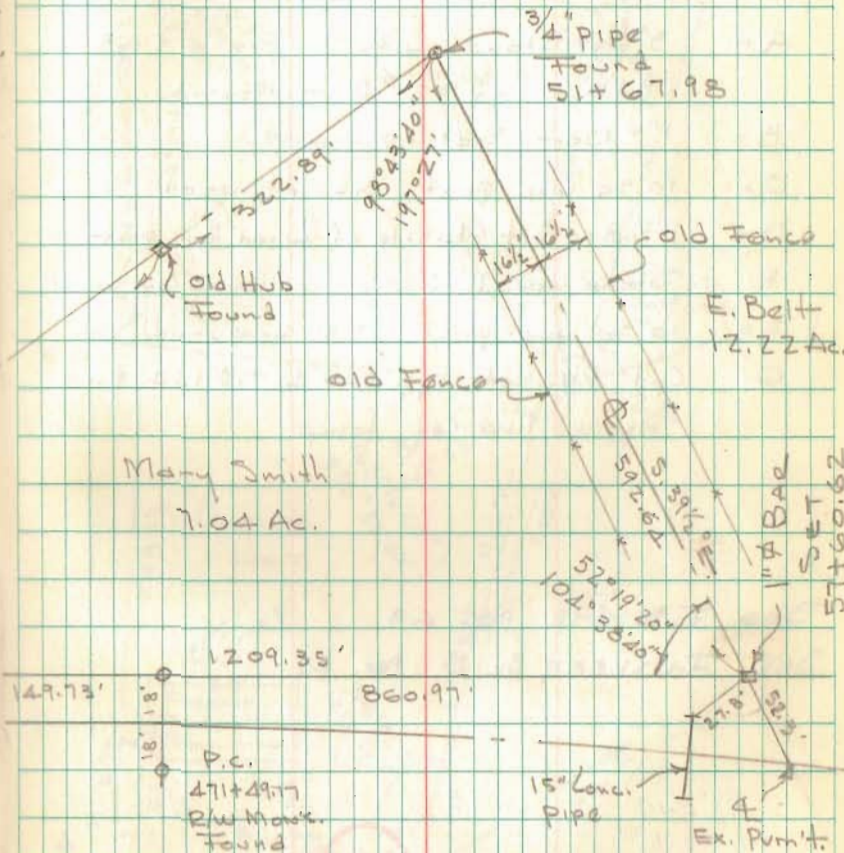 3/4" pipe
Found
51+67.98
322.89'
98°43'40"
197°27'
16½' 16½'
old Fence
old Hub
Found
E. Belt
12.22 Ac.
old Fence
Mary Smith
7.04 Ac.
S. 39½° E.
592.64
1"ø Bar
SET
57+60.62
52°19'20"
104°38'40"
1209.35'
149.73'
860.97'
18' 18'
27.8'
52.3'
P.C.
471+49.77
R/W Mon's.
Found
15" Conc.
pipe
℄
Ex. Pvm't.